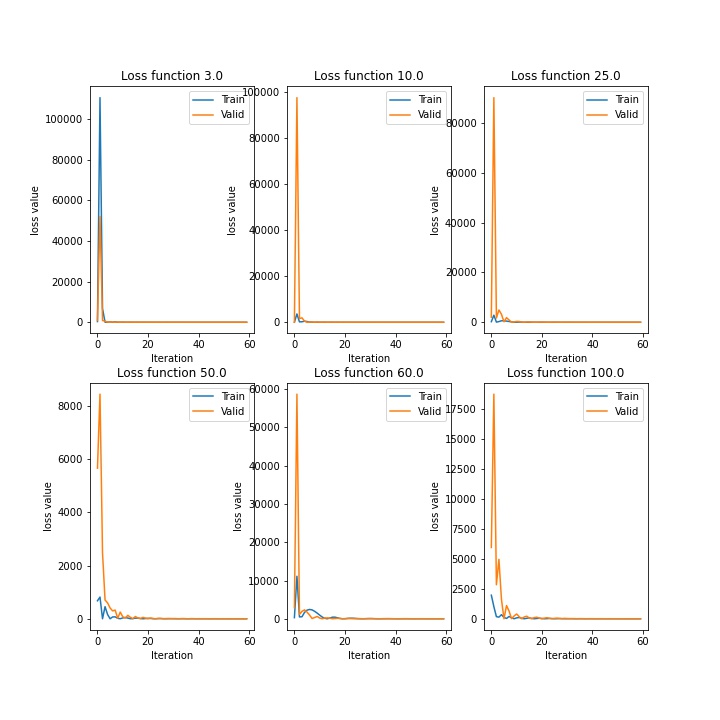 Loss function 3.0
Train
Valid
100000
80000
60000
40000
20000
0
loss value
0 20 40 60
Iteration
Loss function 10.0
Train
Valid
100000
80000
60000
40000
20000
0
loss value
0 20 40 60
Iteration
Loss function 25.0
Train
Valid
80000
60000
40000
20000
0
loss value
0 20 40 60
Iteration
Loss function 50.0
Train
Valid
8000
6000
4000
2000
0
loss value
0 20 40 60
Iteration
Loss function 60.0
Train
Valid
60000
50000
40000
30000
20000
10000
0
loss value
0 20 40 60
Iteration
Loss function 100.0
Train
Valid
17500
15000
12500
10000
7500
5000
2500
0
loss value
0 20 40 60
Iteration